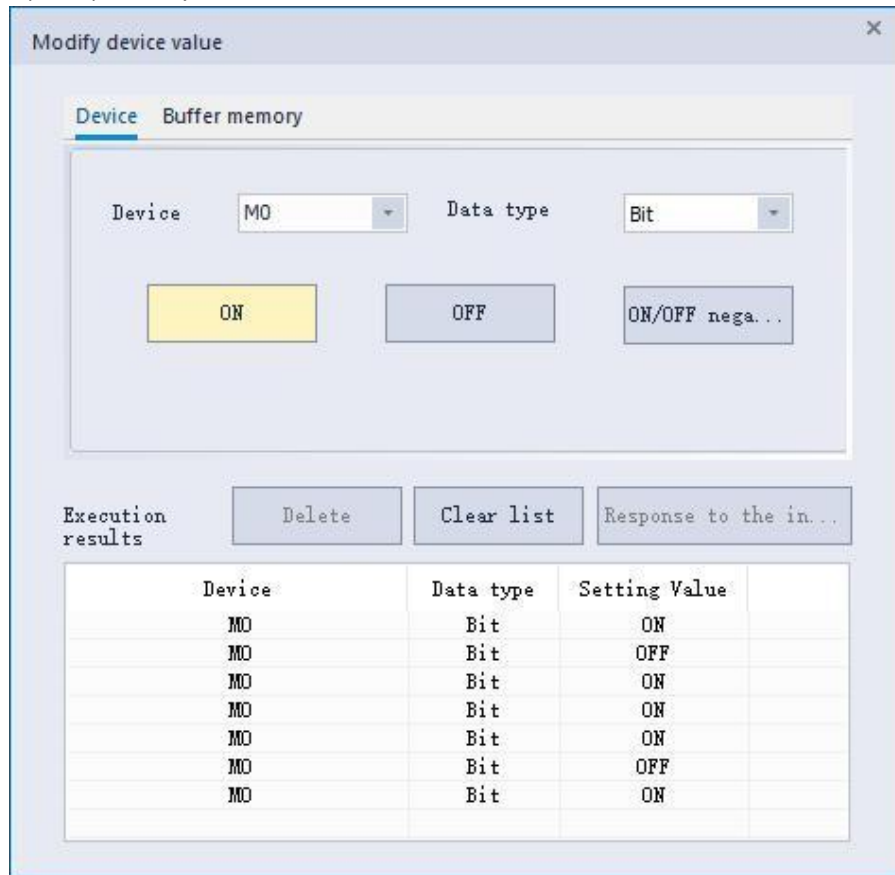 Modify device value
Device Buffer memory
Device M0 Data type Bit
ON OFF ON/OFF nega...
Execution results Delete Clear list Response to the in...
Device Data type Setting Value
M0 Bit ON
M0 Bit OFF
M0 Bit ON
M0 Bit ON
M0 Bit ON
M0 Bit OFF
M0 Bit ON